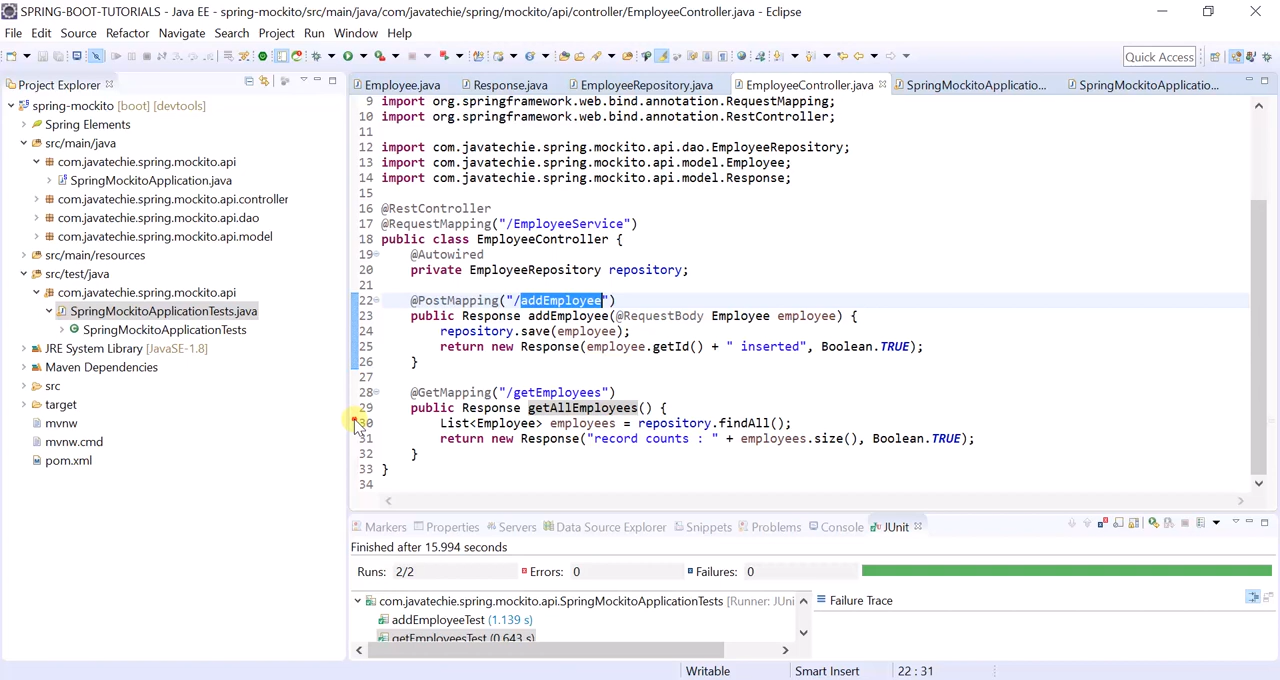 SPRING-BOOT-TUTORIALS - Java EE - spring-mockito/src/main/java/com/javatechie/spring/mockito/api/controller/EmployeeController.java - Eclipse
File Edit Source Refactor Navigate Search Project Run Window Help
Quick Access
Project Explorer
spring-mockito [boot] [devtools]
Spring Elements
src/main/java
com.javatechie.spring.mockito.api
SpringMockitoApplication.java
com.javatechie.spring.mockito.api.controller
com.javatechie.spring.mockito.api.dao
com.javatechie.spring.mockito.api.model
src/main/resources
src/test/java
com.javatechie.spring.mockito.api
SpringMockitoApplicationTests.java
SpringMockitoApplicationTests
JRE System Library [JavaSE-1.8]
Maven Dependencies
src
target
mvnw
mvnw.cmd
pom.xml
Employee.java Response.java EmployeeRepository.java EmployeeController.java SpringMockitoApplicatio... SpringMockitoApplicatio...
9 import org.springframework.web.bind.annotation.RequestMapping;
10 import org.springframework.web.bind.annotation.RestController;
11
12 import com.javatechie.spring.mockito.api.dao.EmployeeRepository;
13 import com.javatechie.spring.mockito.api.model.Employee;
14 import com.javatechie.spring.mockito.api.model.Response;
15
16 @RestController
17 @RequestMapping("/EmployeeService")
18 public class EmployeeController {
19 @Autowired
20 private EmployeeRepository repository;
21
22 @PostMapping("/addEmployee")
23 public Response addEmployee(@RequestBody Employee employee) {
24 repository.save(employee);
25 return new Response(employee.getId() + " inserted", Boolean.TRUE);
26 }
27
28 @GetMapping("/getEmployees")
29 public Response getAllEmployees() {
30 List<Employee> employees = repository.findAll();
31 return new Response("record counts : " + employees.size(), Boolean.TRUE);
32 }
33 }
34
Markers Properties Servers Data Source Explorer Snippets Problems Console JUnit
Finished after 15.994 seconds
Runs: 2/2 Errors: 0 Failures: 0
com.javatechie.spring.mockito.api.SpringMockitoApplicationTests [Runner: JUni
addEmployeeTest (1.139 s)
getEmployeesTest (0.643 s)
Failure Trace
Writable Smart Insert 22 : 31